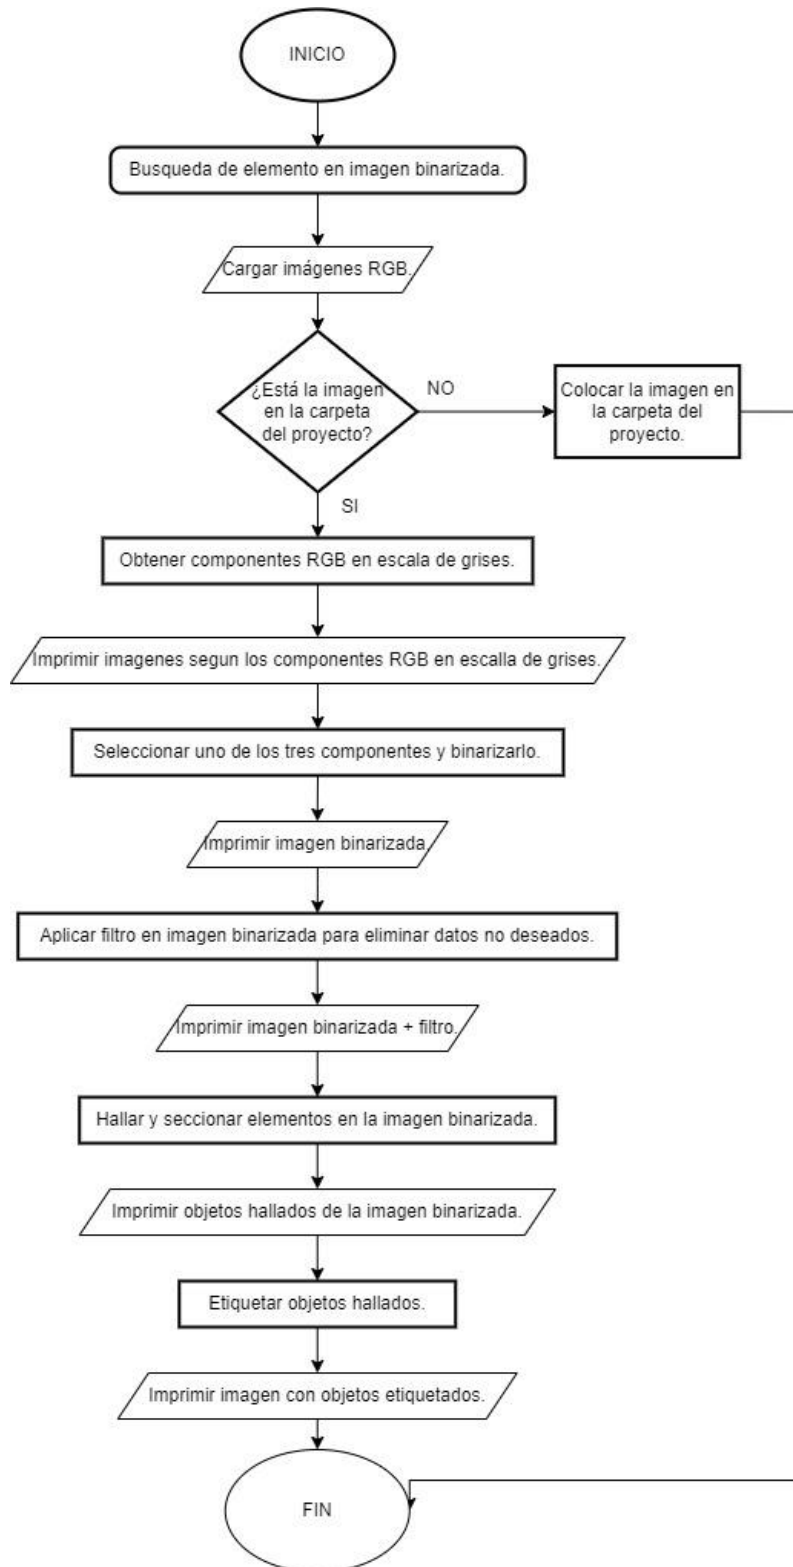 INICIO
Busqueda de elemento en imagen binarizada.
Cargar imágenes RGB.
¿Está la imagen
en la carpeta
del proyecto?
NO
Colocar la imagen en
la carpeta del
proyecto.
SI
Obtener componentes RGB en escala de grises.
Imprimir imagenes segun los componentes RGB en escalla de grises.
Seleccionar uno de los tres componentes y binarizarlo.
Imprimir imagen binarizada.
Aplicar filtro en imagen binarizada para eliminar datos no deseados.
Imprimir imagen binarizada + filtro.
Hallar y seccionar elementos en la imagen binarizada.
Imprimir objetos hallados de la imagen binarizada.
Etiquetar objetos hallados.
Imprimir imagen con objetos etiquetados.
FIN